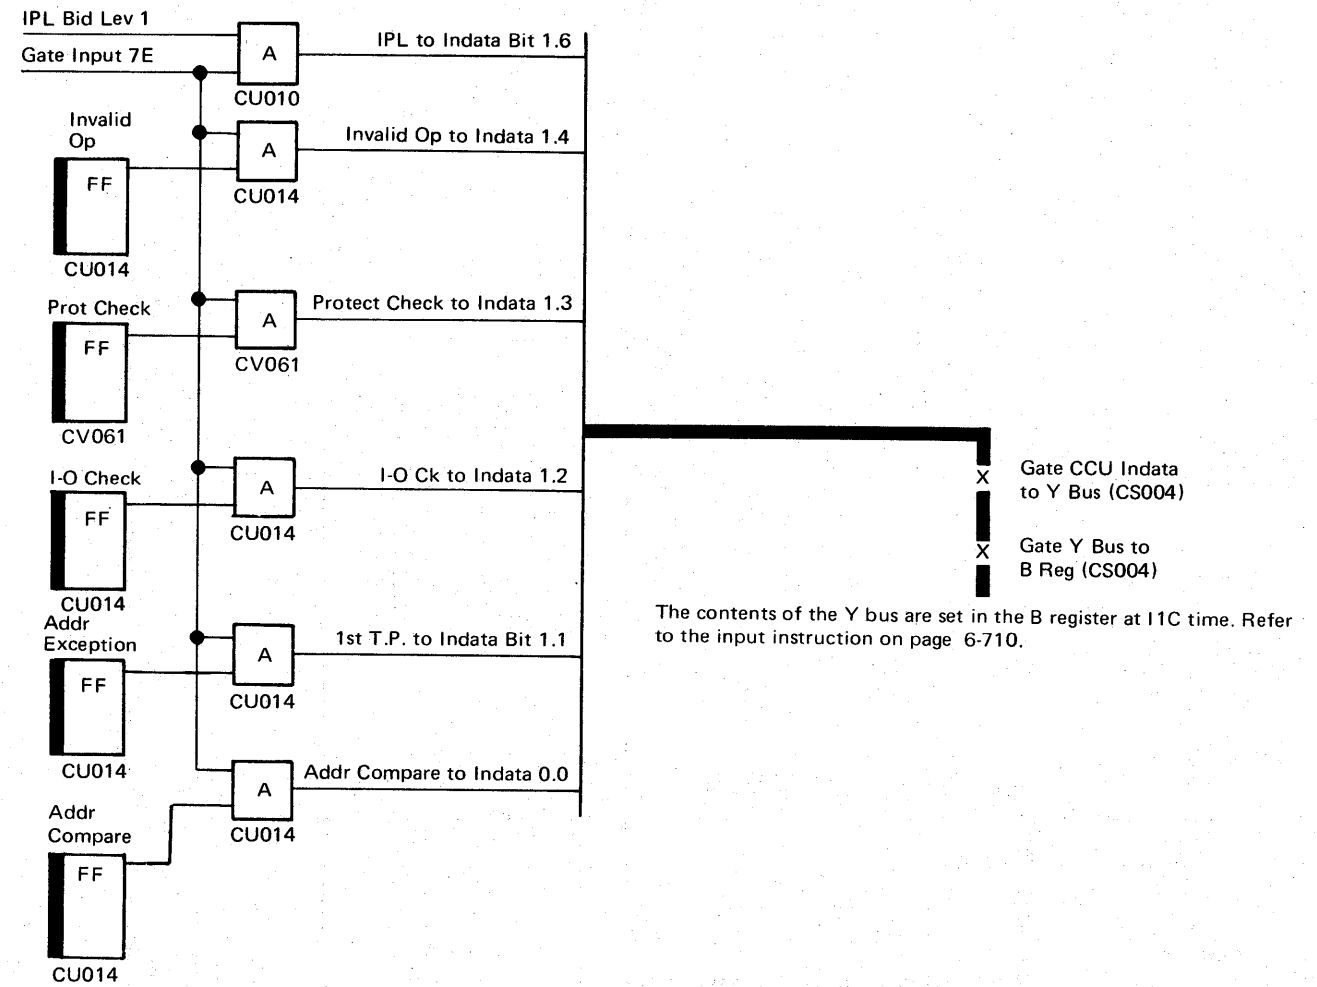 IPL Bid Lev 1
Gate Input 7E
A
CU010
IPL to Indata Bit 1.6
Invalid
Op
FF
CU014
A
CU014
Invalid Op to Indata 1.4
Prot Check
FF
CV061
A
CV061
Protect Check to Indata 1.3
I-O Check
FF
CU014
A
CU014
I-O Ck to Indata 1.2
Addr
Exception
FF
CU014
A
CU014
1st T.P. to Indata Bit 1.1
Addr
Compare
FF
CU014
A
CU014
Addr Compare to Indata 0.0
X
Gate CCU Indata
to Y Bus (CS004)
X
Gate Y Bus to
B Reg (CS004)
The contents of the Y bus are set in the B register at I1C time. Refer
to the input instruction on page 6-710.